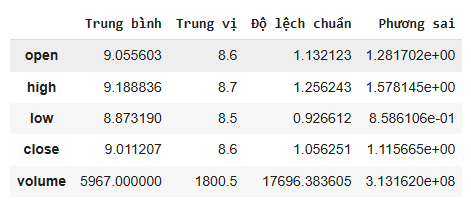 Trung bình Trung vị Độ lệch chuẩn Phương sai
open 9.055603 8.6 1.132123 1.281702e+00
high 9.188836 8.7 1.256243 1.578145e+00
low 8.873190 8.5 0.926612 8.586106e-01
close 9.011207 8.6 1.056251 1.115665e+00
volume 5967.000000 1800.5 17696.383605 3.131620e+08